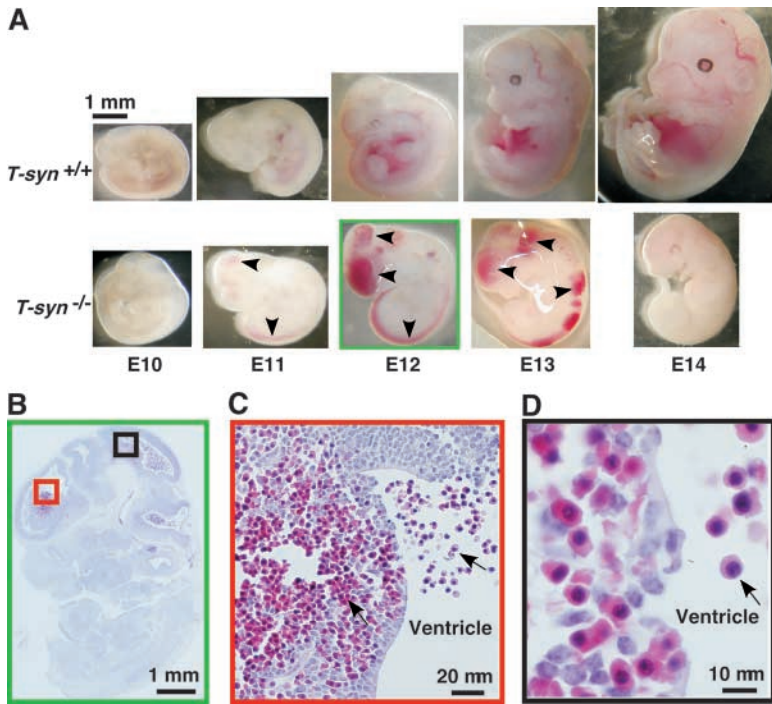 A
1 mm
T-syn +/+
T-syn -/-
E10 E11 E12 E13 E14
B C D
Ventricle Ventricle
1 mm 20 mm 10 mm